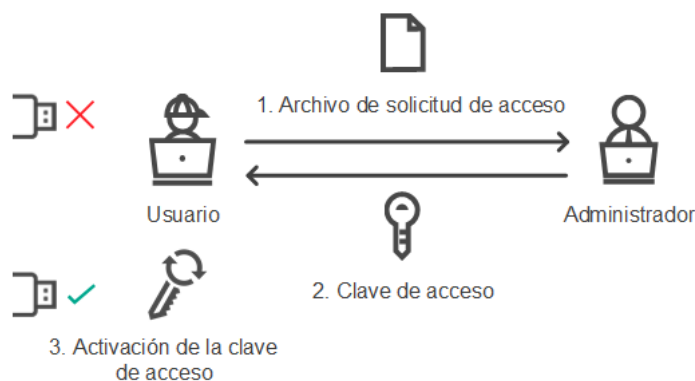 1. Archivo de solicitud de acceso
Usuario
Administrador
2. Clave de acceso
3. Activación de la clave
de acceso